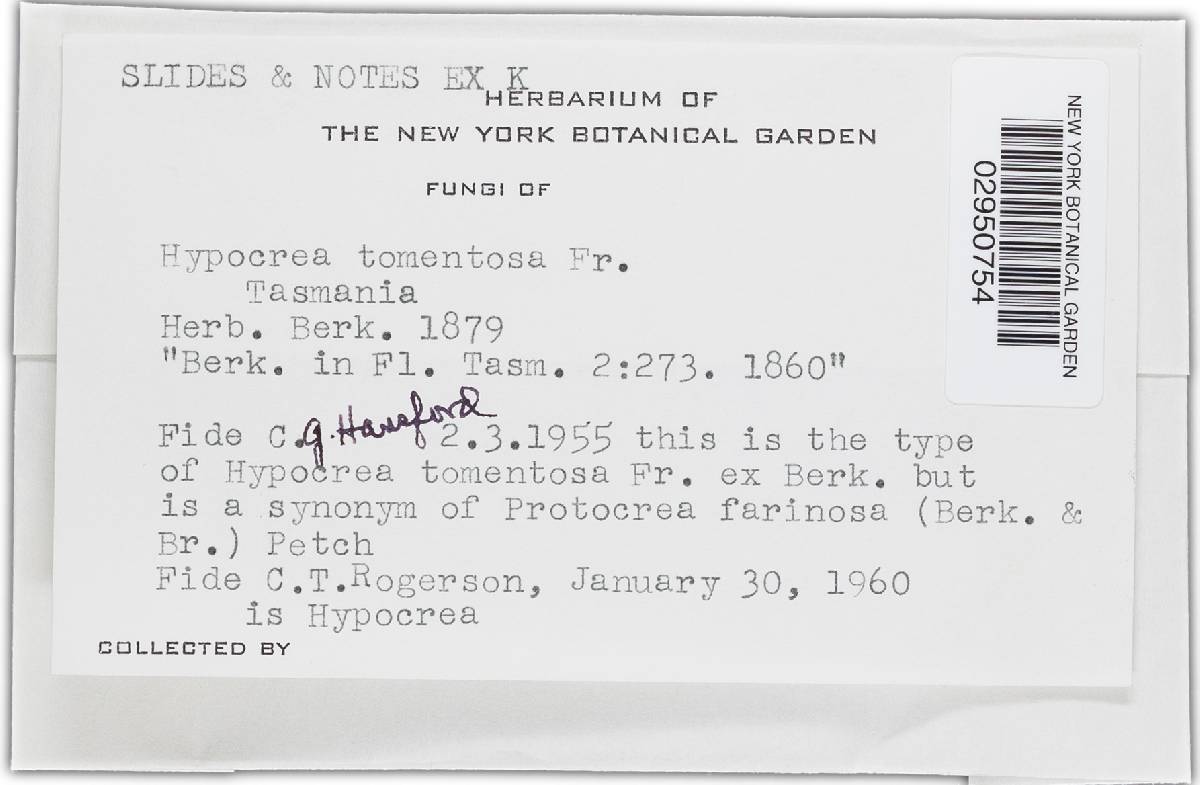 SLIDES & NOTES EX K
HERBARIUM OF
THE NEW YORK BOTANICAL GARDEN
FUNGI OF
Hypocrea tomentosa Fr.
Tasmania
Herb. Berk. 1879
"Berk. in Fl. Tasm. 2:273. 1860"
Fide C.G. Hansford 2.3.1955 this is the type
of Hypocrea tomentosa Fr. ex Berk. but
is a synonym of Protocrea farinosa (Berk. &
Br.) Petch
Fide C.T.Rogerson, January 30, 1960
is Hypocrea
COLLECTED BY
NEW YORK BOTANICAL GARDEN
02950754